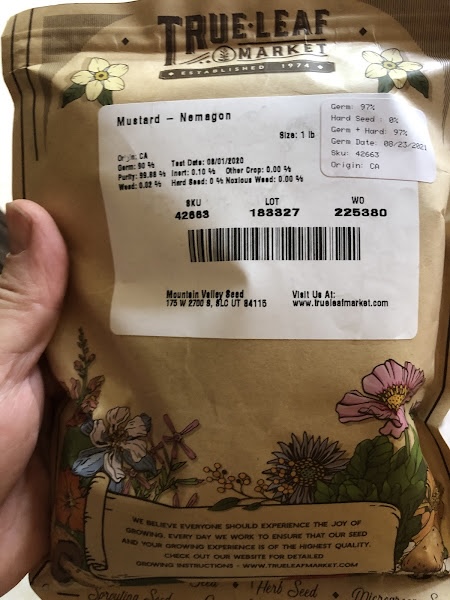 TRUE LEAF
MARKET
ESTABLISHED 1974
Mustard - Nemagon
Size: 1 lb
Germ: 97%
Hard Seed : 0%
Germ + Hard: 97%
Germ Date: 08/23/2021
Sku: 42663
Origin: CA
CA
Germ: 90 % Test Date: 08/01/2020
Purity: 99.88 % Inert: 0.10 % Other Crop: 0.00 %
Weed: 0.02 % Hard Seed: 0 % Noxious Weed: 0.00 %
SKU LOT WO
42663 183327 225380
Mountain Valley Seed Visit Us At:
175 W 2700 S, SLC UT 84115 www.trueleafmarket.com
WE BELIEVE EVERYONE SHOULD EXPERIENCE THE JOY OF
GROWING. EVERY DAY WE WORK TO ENSURE THAT OUR SEED
AND YOUR GROWING EXPERIENCE IS OF THE HIGHEST QUALITY.
CHECK OUT OUR WEBSITE FOR DETAILED
GROWING INSTRUCTIONS - WWW.TRUELEAFMARKET.COM
Sprouting Seed • Herb Seed • Microgreen